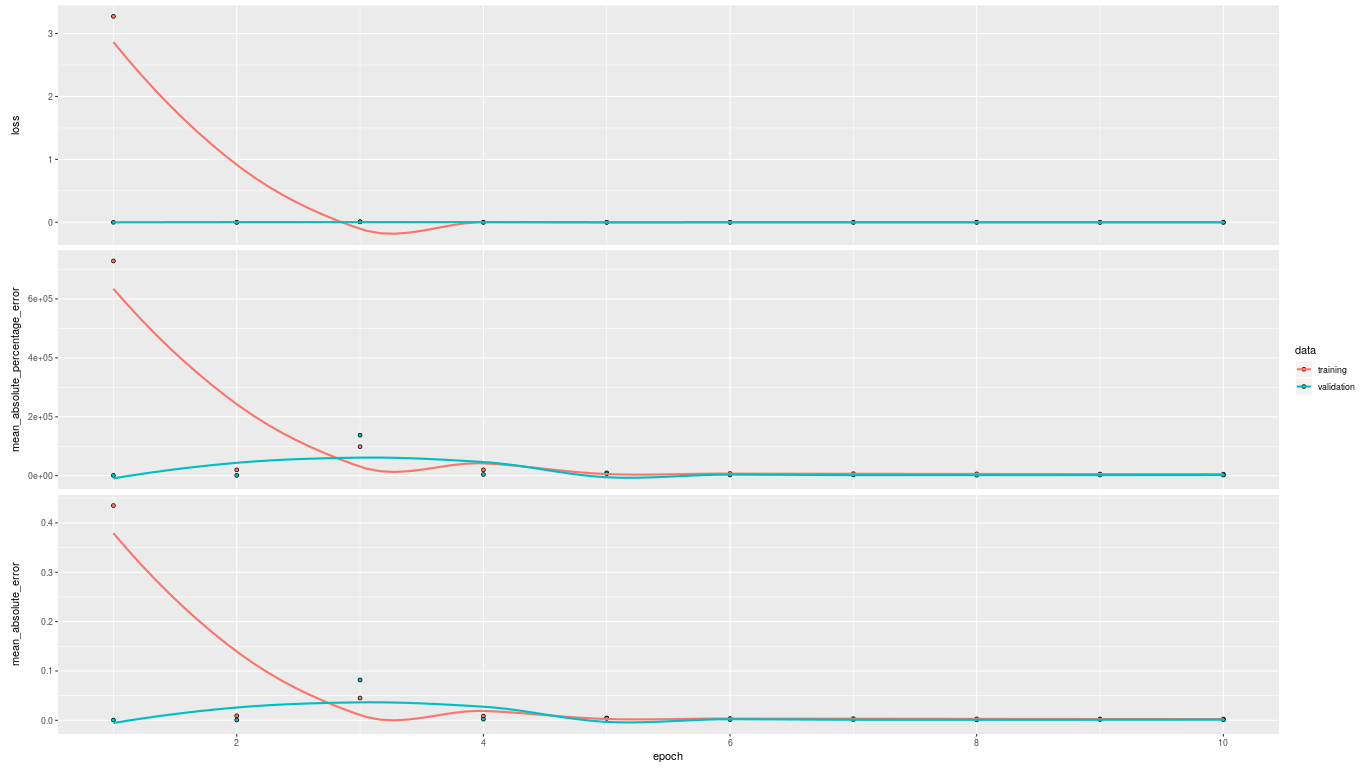 loss
3
2
1
0
mean_absolute_percentage_error
6e+05
4e+05
2e+05
0e+00
mean_absolute_error
0.4
0.3
0.2
0.1
0.0
2
4
6
8
10
epoch
data
training
validation